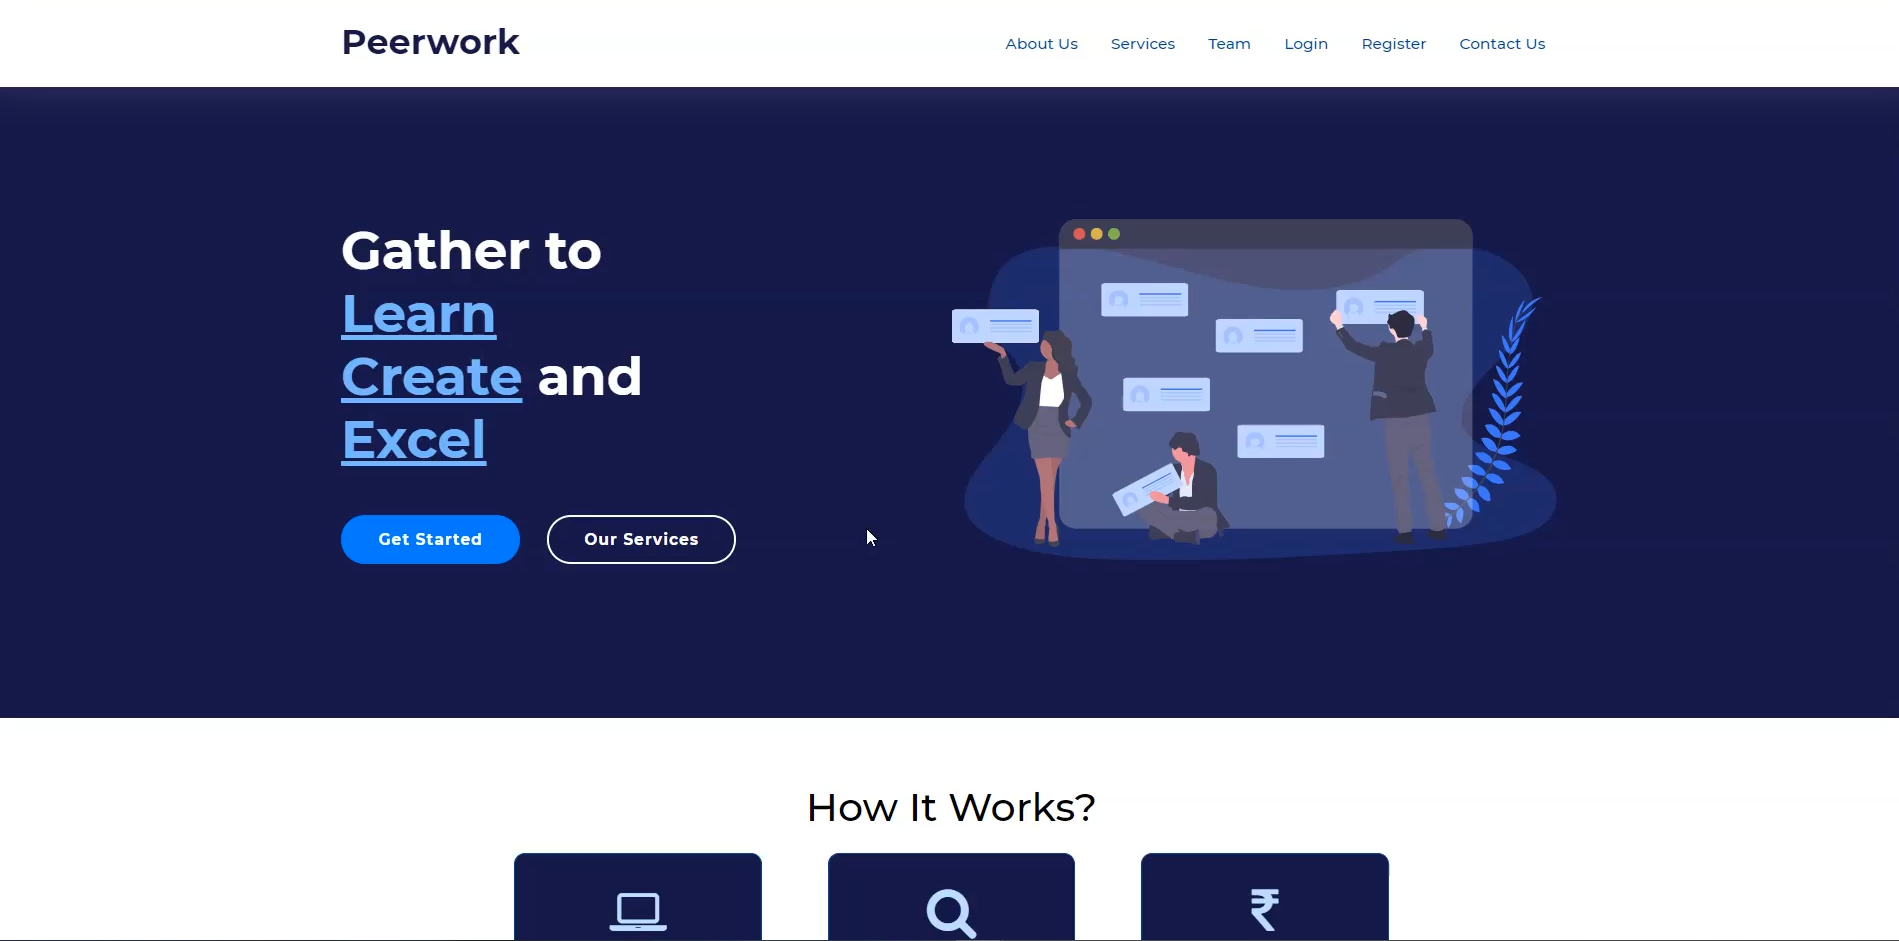 Peerwork
About Us Services Team Login Register Contact Us
Gather to
Learn
Create and
Excel
Get Started Our Services
How It Works?
₹